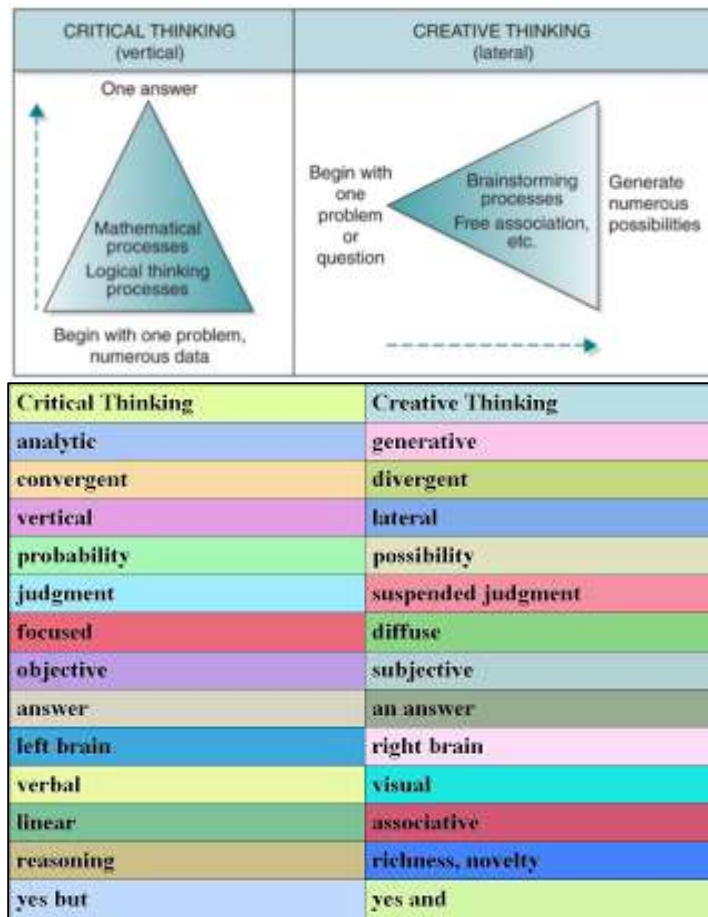 CRITICAL THINKING
(vertical)
One answer
Mathematical
processes
Logical thinking
processes
Begin with one problem,
numerous data
CREATIVE THINKING
(lateral)
Begin with
one
problem
or
question
Brainstorming
processes
Free association,
etc.
Generate
numerous
possibilities
Critical Thinking
Creative Thinking
analytic
generative
convergent
divergent
vertical
lateral
probability
possibility
judgment
suspended judgment
focused
diffuse
objective
subjective
answer
an answer
left brain
right brain
verbal
visual
linear
associative
reasoning
richness, novelty
yes but
yes and